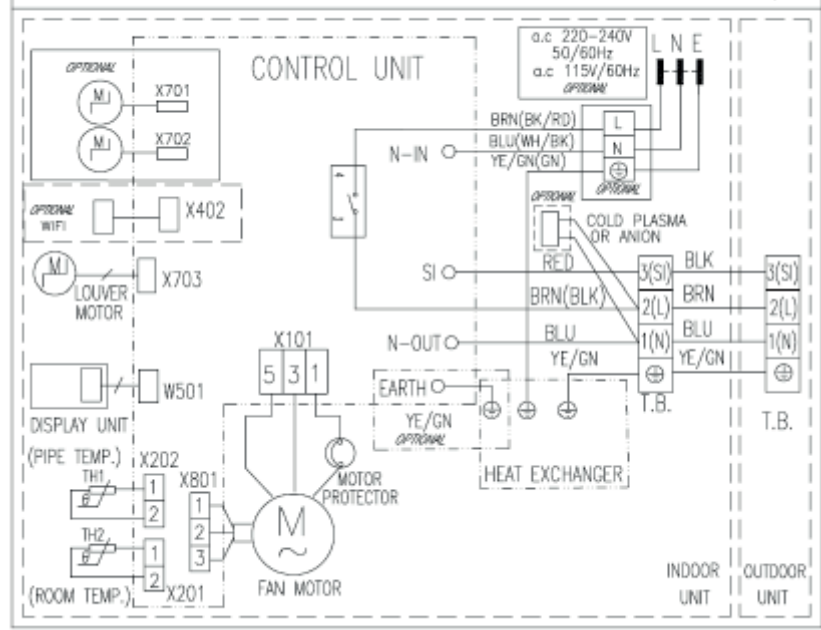 OPTIONAL
M
X701
M
X702
CONTROL UNIT
a.c 220-240V
50/60Hz
a.c 115V/60Hz
OPTIONAL
L N E
BRN(BK/RD)
L
BLU(WH/BK)
N
N-IN
YE/GN(GN)
OPTIONAL
4
3
OPTIONAL
WIFI
X402
OPTIONAL
COLD PLASMA
OR ANION
M
LOUVER
MOTOR
X703
SI
RED
3(SI)
BLK
3(SI)
BRN(BLK)
2(L)
BRN
2(L)
N-OUT
BLU
1(N)
BLU
1(N)
YE/GN
YE/GN
T.B.
T.B.
X101
5 3 1
DISPLAY UNIT
W501
EARTH
YE/GN
OPTIONAL
HEAT EXCHANGER
MOTOR
PROTECTOR
(PIPE TEMP.)
TH1
θ
X202
1
2
X801
1
2
3
M
~
FAN MOTOR
TH2
θ
1
2
X201
(ROOM TEMP.)
INDOOR
UNIT
OUTDOOR
UNIT